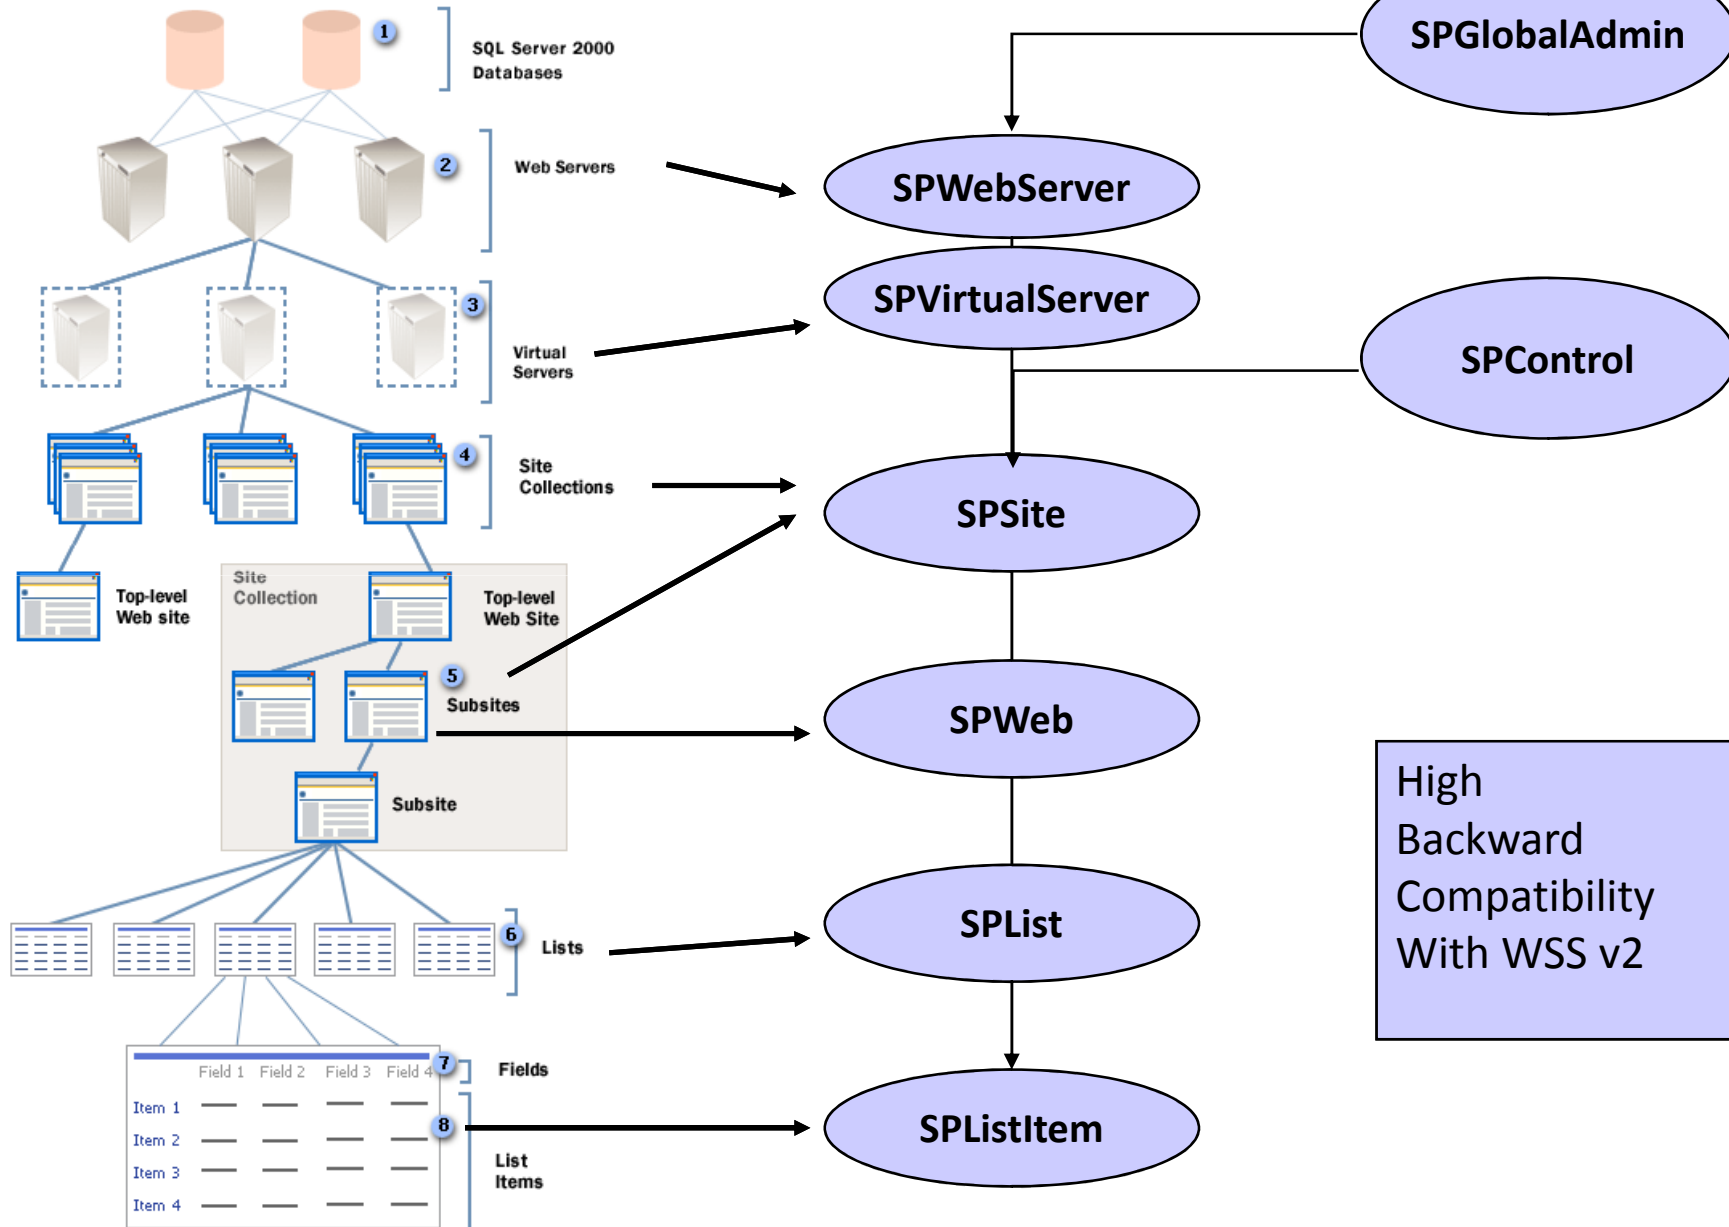 1
SQL Server 2000
Databases
SPGlobalAdmin
2
Web Servers
SPWebServer
3
Virtual
Servers
SPVirtualServer
SPControl
4
Site
Collections
SPSite
Top-level
Web site
Site
Collection
Top-level
Web Site
5
Subsites
SPWeb
Subsite
High
Backward
Compatibility
With WSS v2
6
Lists
SPList
7
Fields
Field 1 Field 2 Field 3 Field 4
Item 1
Item 2
Item 3
Item 4
8
List
Items
SPListItem